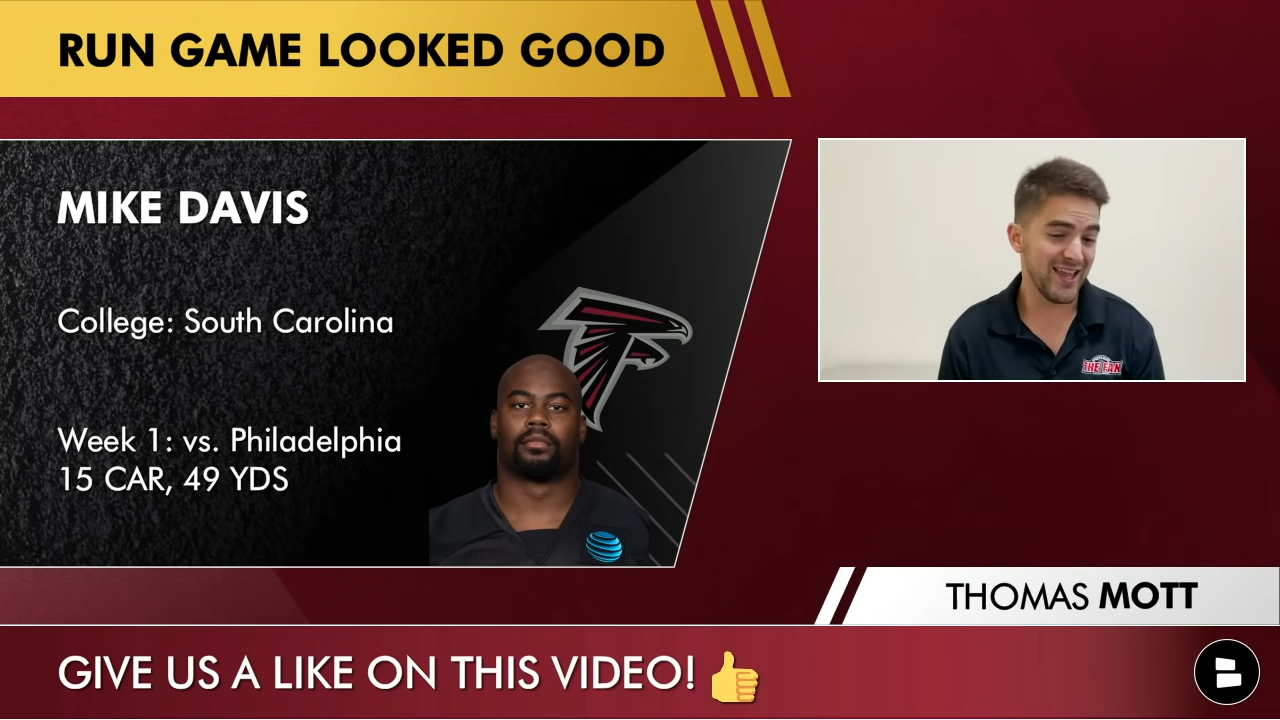 RUN GAME LOOKED GOOD
MIKE DAVIS
College: South Carolina
Week 1: vs. Philadelphia
15 CAR, 49 YDS
THE FAN
THOMAS MOTT
GIVE US A LIKE ON THIS VIDEO!